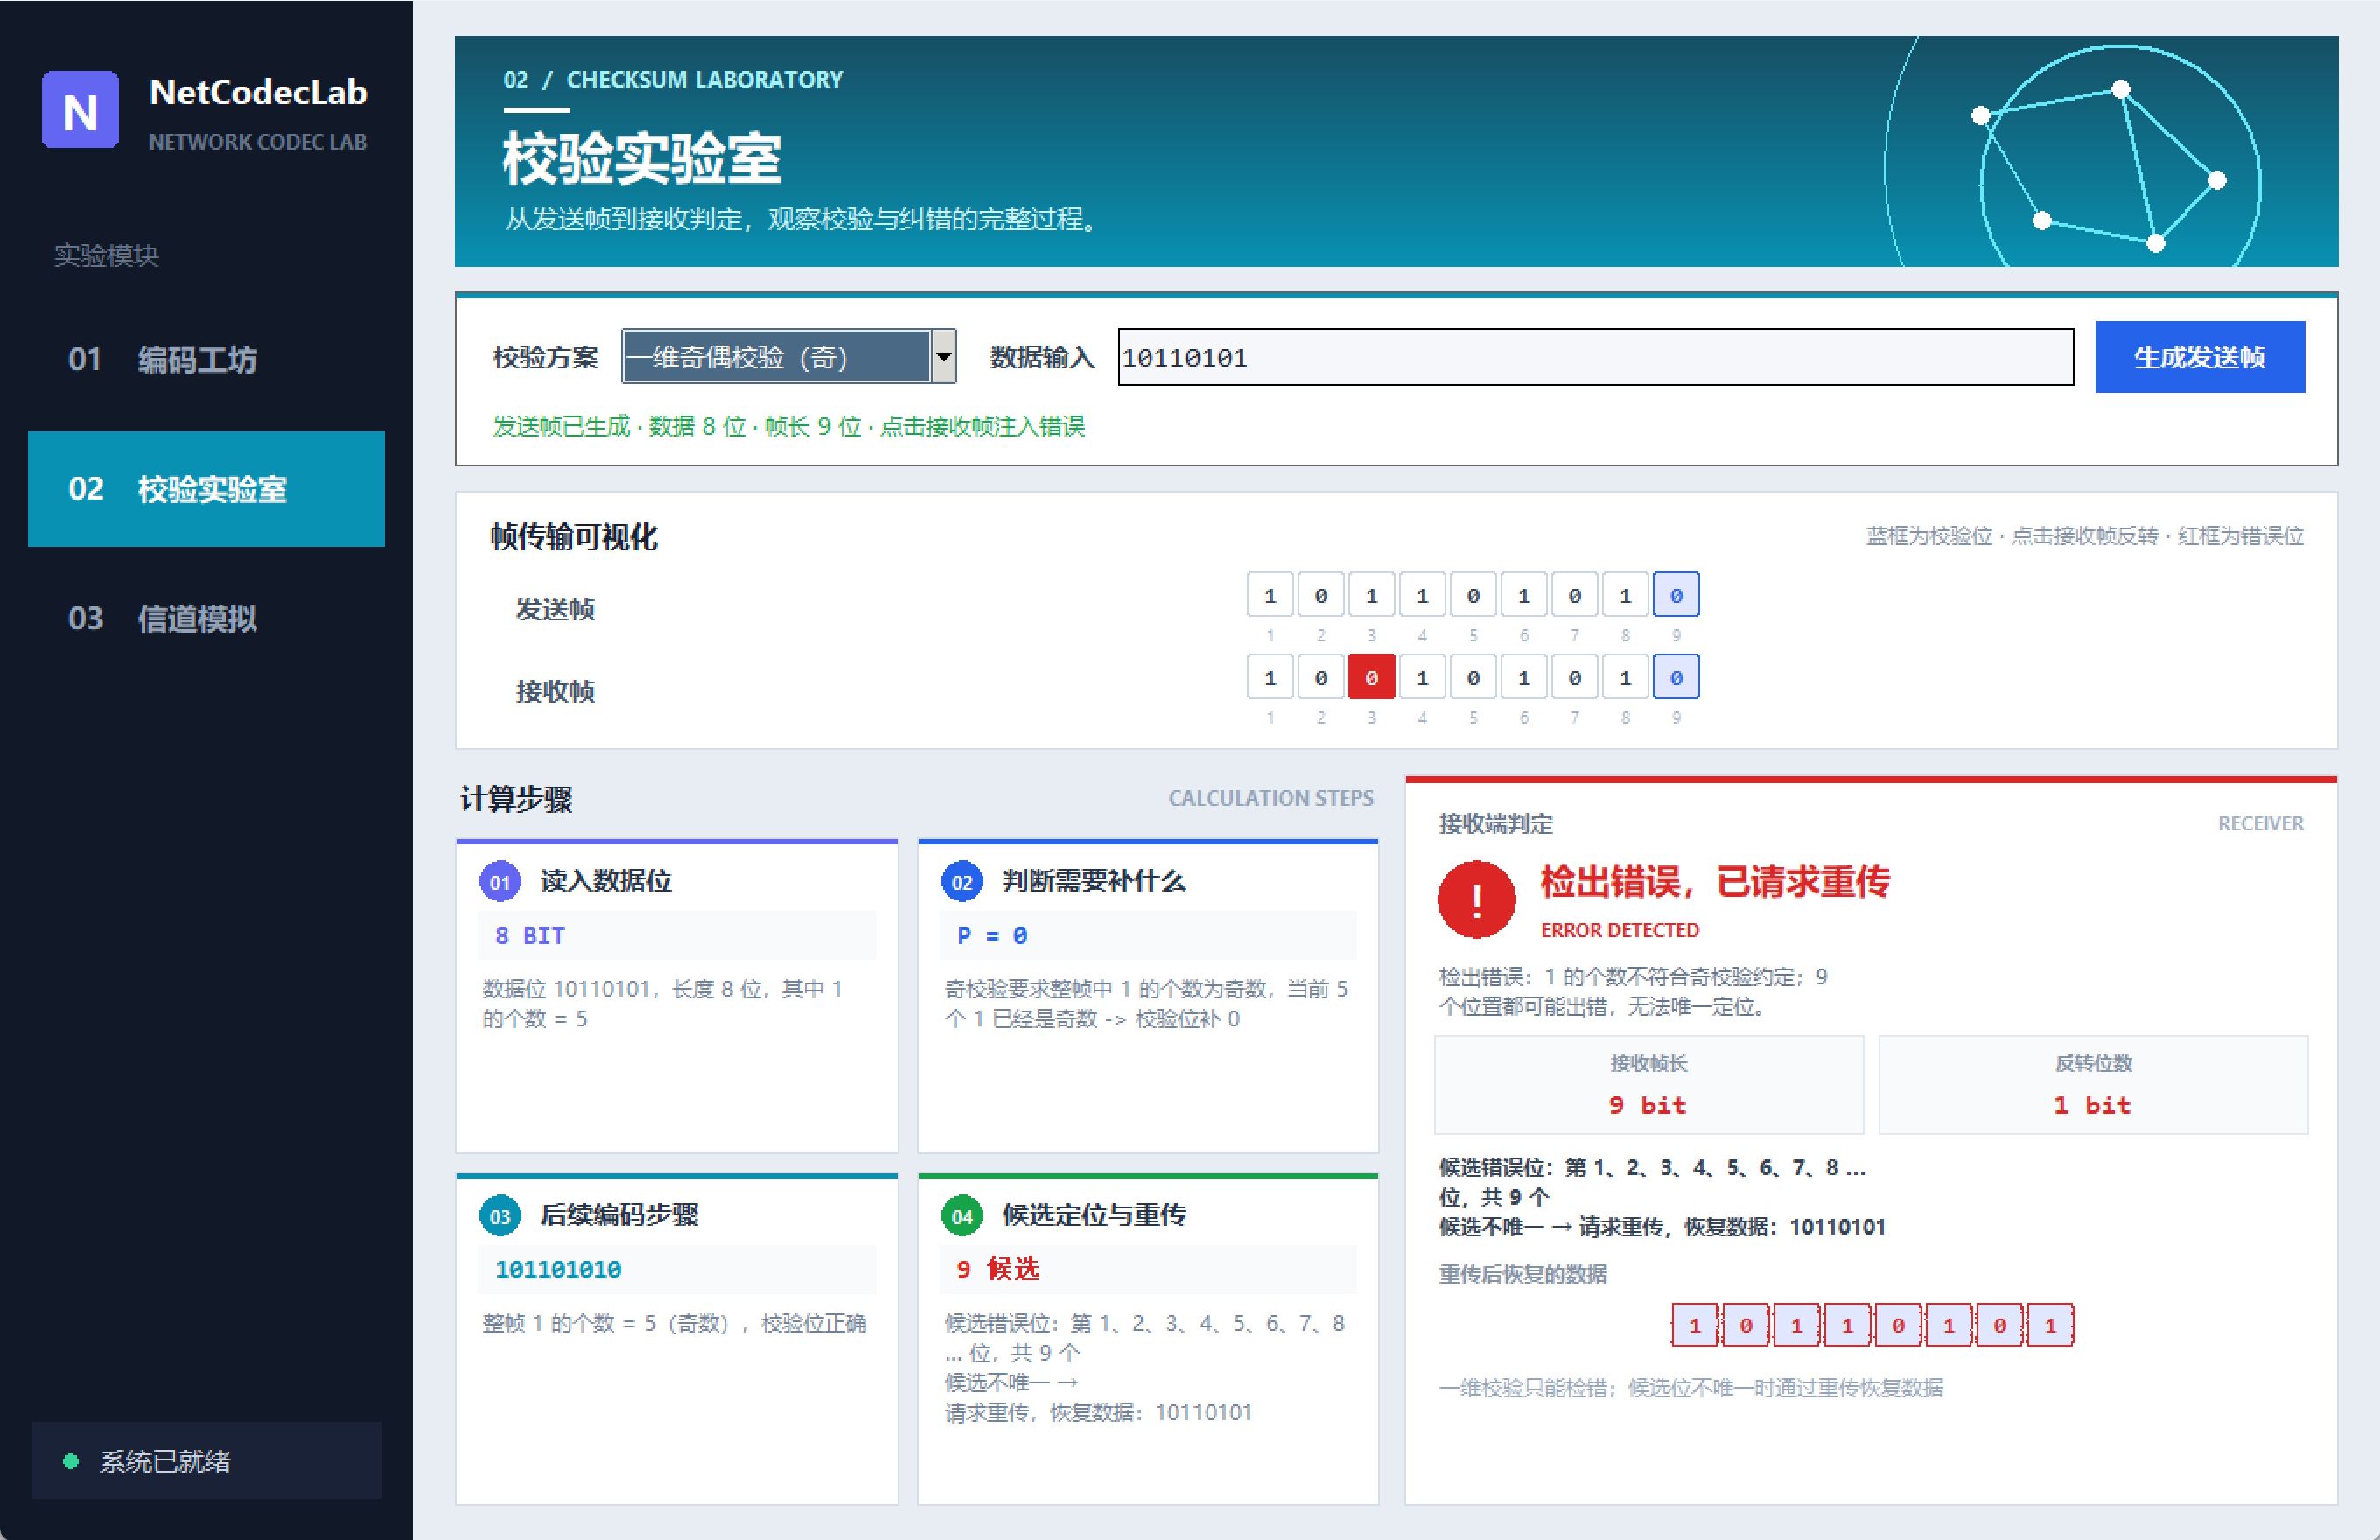 N
NetCodecLab
NETWORK CODEC LAB
实验模块
01 编码工坊
02 校验实验室
03 信道模拟
系统已就绪
02 / CHECKSUM LABORATORY
校验实验室
从发送帧到接收判定，观察校验与纠错的完整过程。
校验方案 一维奇偶校验（奇） 数据输入 10110101 生成发送帧
发送帧已生成 · 数据 8 位 · 帧长 9 位 · 点击接收帧注入错误
帧传输可视化 蓝框为校验位 · 点击接收帧反转 · 红框为错误位
发送帧 1 0 1 1 0 1 0 1 0
1 2 3 4 5 6 7 8 9
接收帧 1 0 0 1 0 1 0 1 0
1 2 3 4 5 6 7 8 9
计算步骤 CALCULATION STEPS
01 读入数据位
8 BIT
数据位 10110101，长度 8 位，其中 1
的个数 = 5
02 判断需要补什么
P = 0
奇校验要求整帧中 1 的个数为奇数，当前 5
个 1 已经是奇数 -> 校验位补 0
03 后续编码步骤
101101010
整帧 1 的个数 = 5（奇数），校验位正确
04 候选定位与重传
9 候选
候选错误位：第 1、2、3、4、5、6、7、8
... 位，共 9 个
候选不唯一 →
请求重传，恢复数据：10110101
接收端判定 RECEIVER
! 检出错误，已请求重传
ERROR DETECTED
检出错误：1 的个数不符合奇校验约定；9
个位置都可能出错，无法唯一定位。
接收帧长 反转位数
9 bit 1 bit
候选错误位：第 1、2、3、4、5、6、7、8 ...
位，共 9 个
候选不唯一 → 请求重传，恢复数据：10110101
重传后恢复的数据
1 0 1 1 0 1 0 1
一维校验只能检错；候选位不唯一时通过重传恢复数据